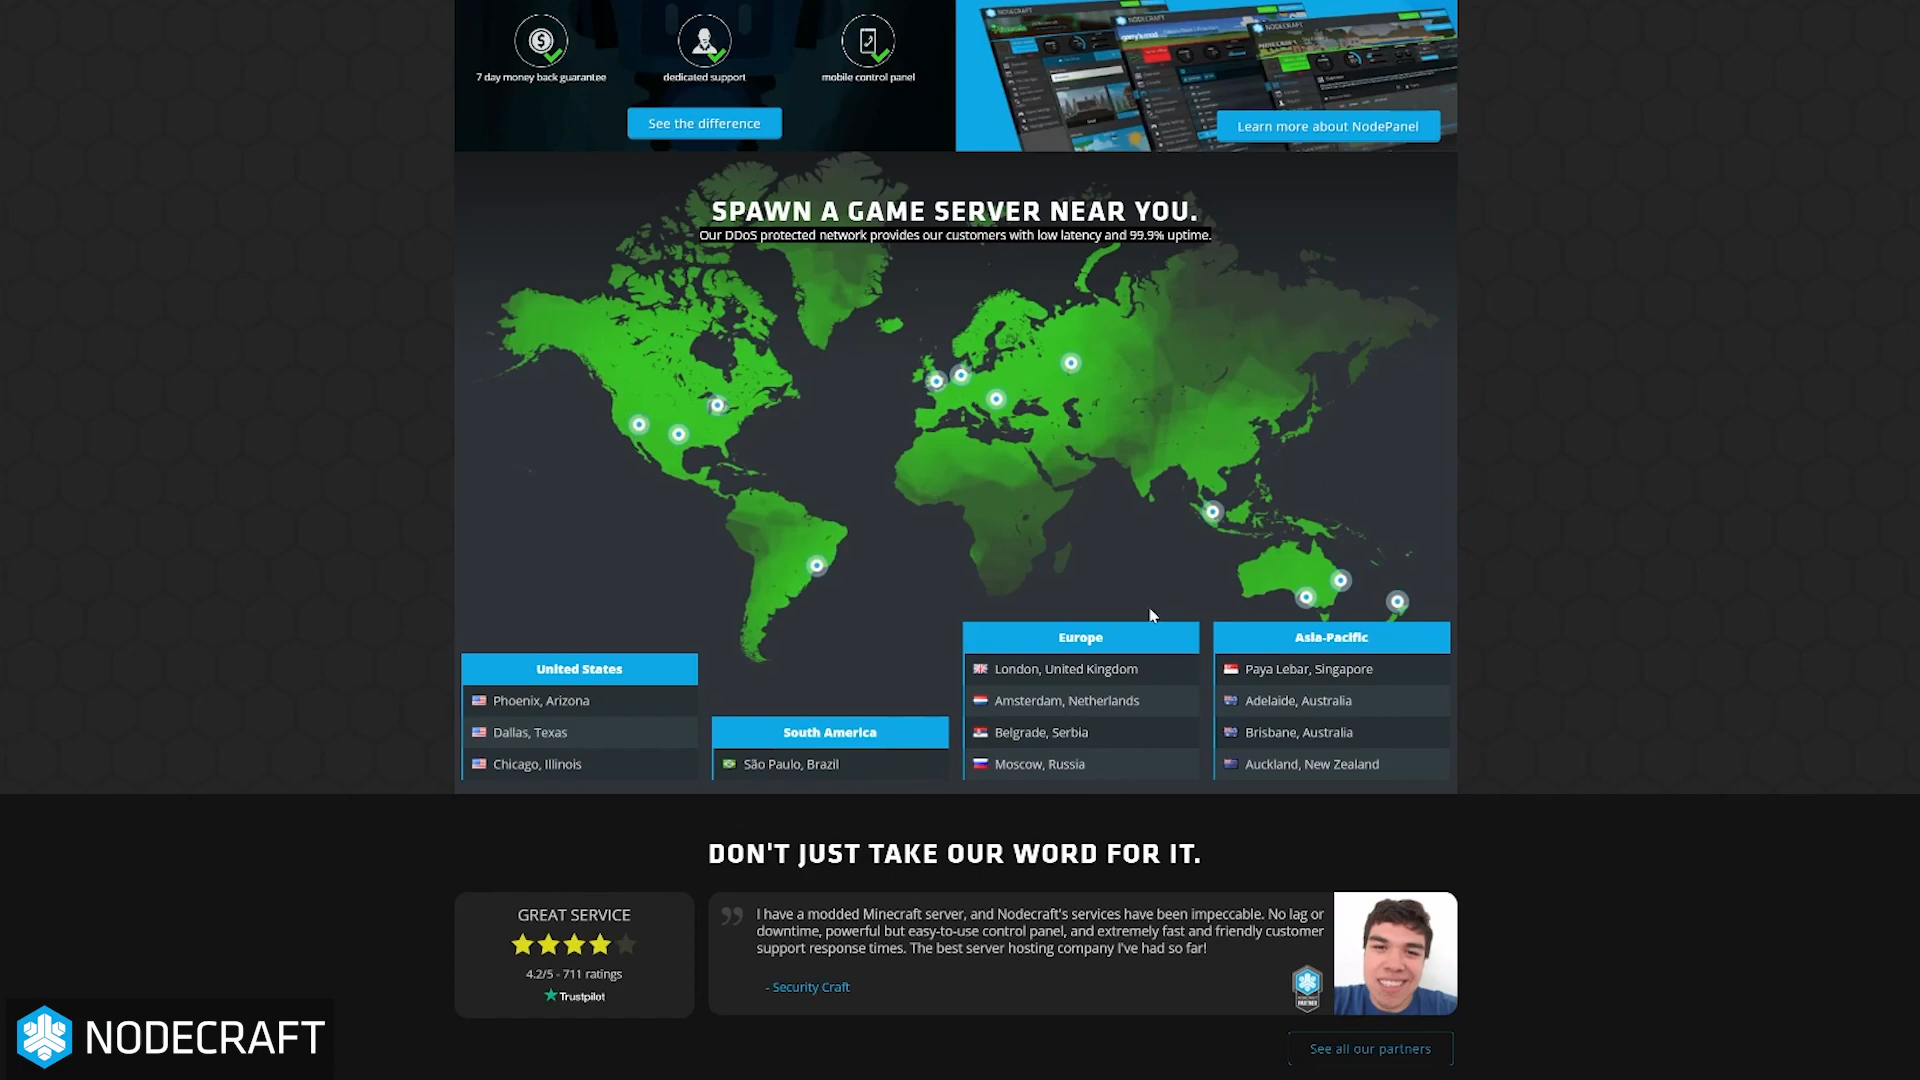 7 day money back guarantee
dedicated support
mobile control panel
See the difference
NODECRAFT
NODECRAFT
NODECRAFT
Learn more about NodePanel
SPAWN A GAME SERVER NEAR YOU.
Our DDoS protected network provides our customers with low latency and 99.9% uptime.
United States
Phoenix, Arizona
Dallas, Texas
Chicago, Illinois
South America
São Paulo, Brazil
Europe
London, United Kingdom
Amsterdam, Netherlands
Belgrade, Serbia
Moscow, Russia
Asia-Pacific
Paya Lebar, Singapore
Adelaide, Australia
Brisbane, Australia
Auckland, New Zealand
DON'T JUST TAKE OUR WORD FOR IT.
GREAT SERVICE
4.2/5 - 711 ratings
Trustpilot
I have a modded Minecraft server, and Nodecraft's services have been impeccable. No lag or
downtime, powerful but easy-to-use control panel, and extremely fast and friendly customer
support response times. The best server hosting company I've had so far!
- Security Craft
See all our partners
NODECRAFT